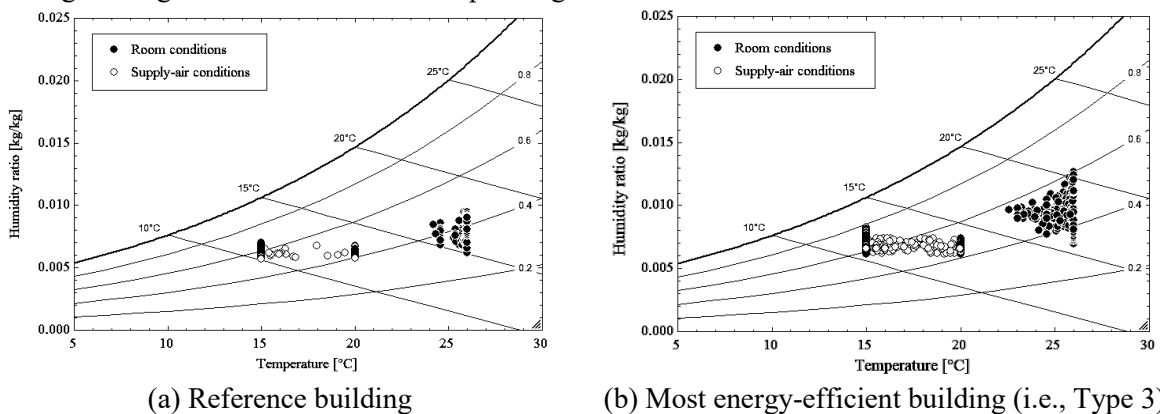 0.025
0.020
0.015
0.010
0.005
0.000
Humidity ratio [kg/kg]
Room conditions
Supply-air conditions
10°C
15°C
20°C
25°C
0.8
0.6
0.4
0.2
5
10
15
20
25
30
Temperature [°C]
(a) Reference building
0.025
0.020
0.015
0.010
0.005
0.000
Humidity ratio [kg/kg]
Room conditions
Supply-air conditions
10°C
15°C
20°C
25°C
0.8
0.6
0.4
0.2
5
10
15
20
25
30
Temperature [°C]
(b) Most energy-efficient building (i.e., Type 3)